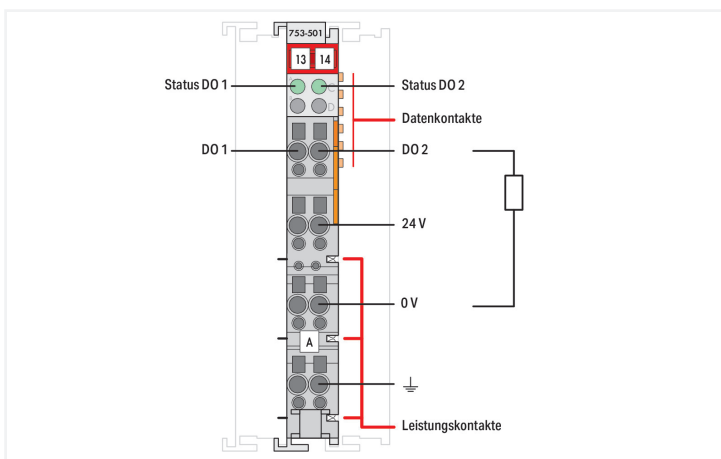 753-501
13 14
Status DO 1
Status DO 2
C
D
Datenkontakte
DO 1
DO 2
24 V
0 V
A
Leistungskontakte